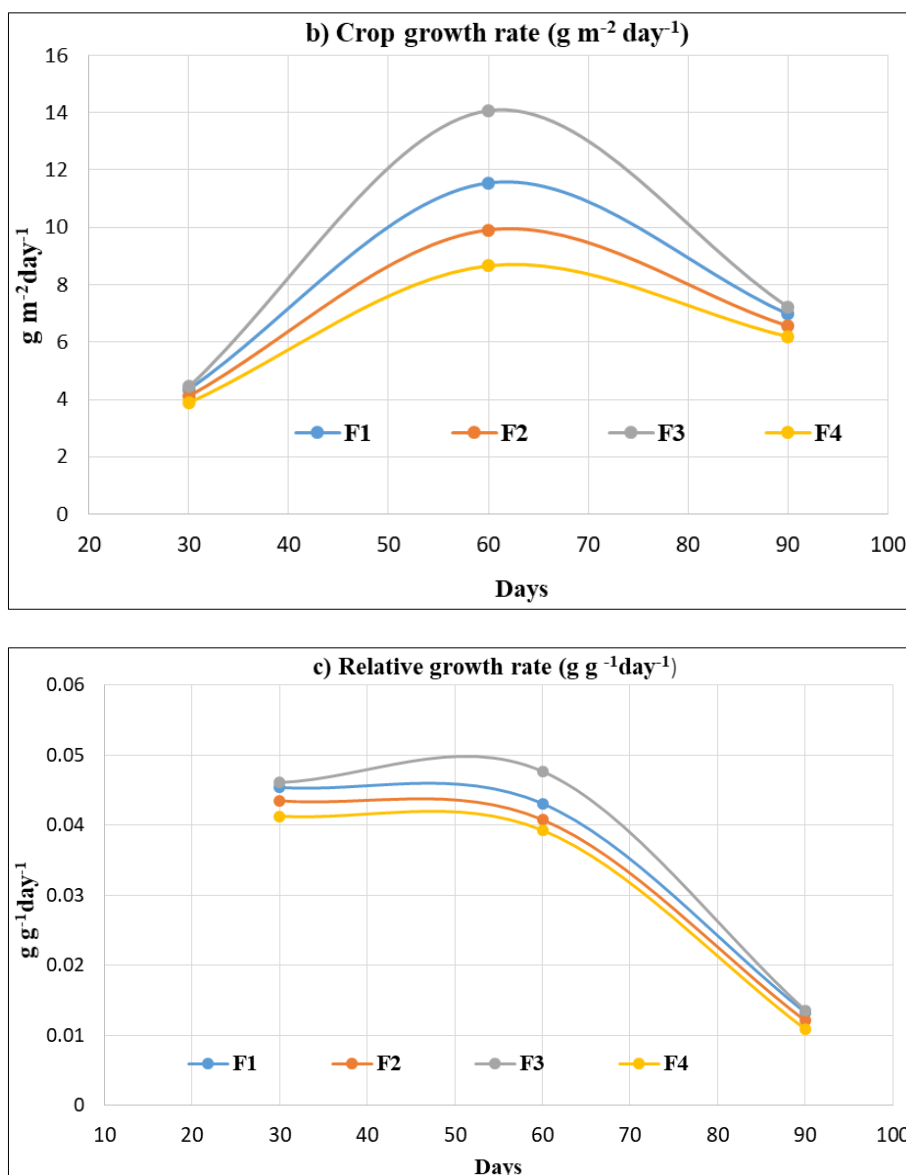 b) Crop growth rate (g m-2 day-1)
16
14
12
10
8
6
4
2
0
g m-2day-1
F1 F2 F3 F4
20 30 40 50 60 70 80 90 100
Days
c) Relative growth rate (g g -1day-1)
0.06
0.05
0.04
0.03
0.02
0.01
0
g g-1day-1
F1 F2 F3 F4
10 20 30 40 50 60 70 80 90 100
Days